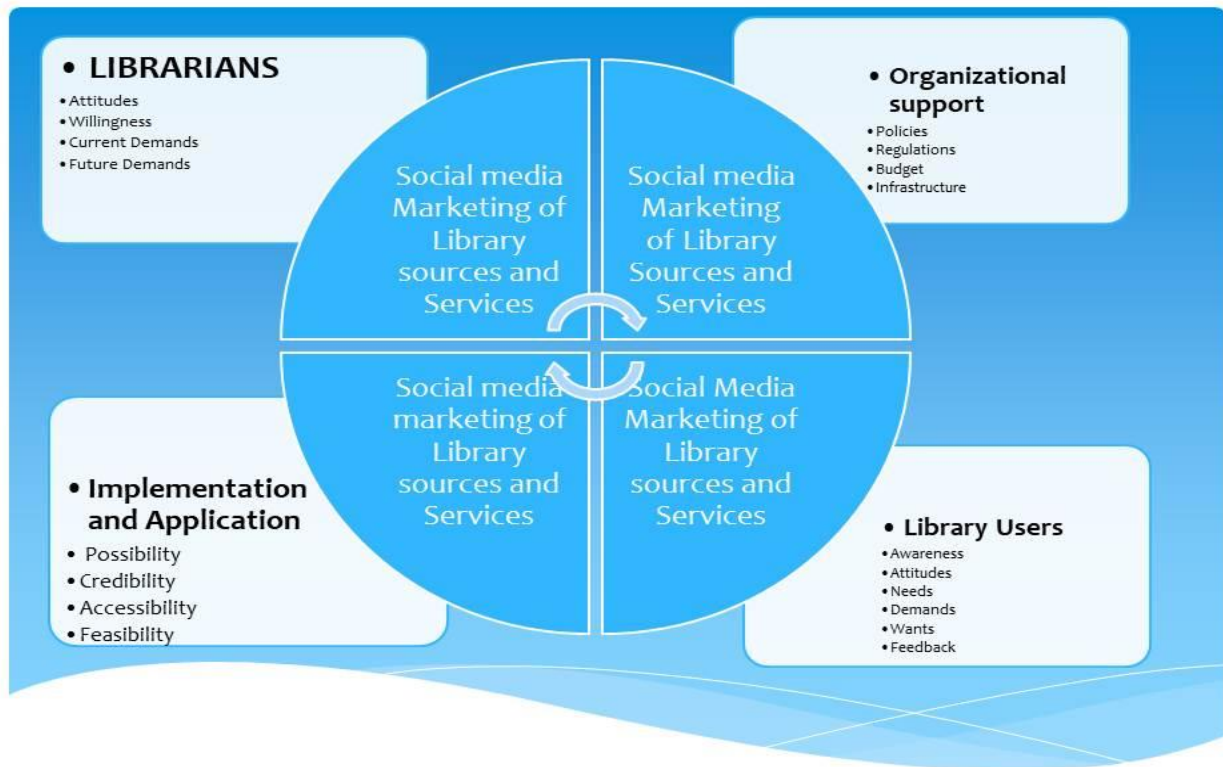 • LIBRARIANS
• Attitudes
• Willingness
• Current Demands
• Future Demands
• Organizational
support
• Policies
• Regulations
• Budget
• Infrastructure
Social media
Marketing of
Library
sources and
Services
Social media
Marketing
of Library
Sources and
Services
Social media
marketing of
Library
sources and
Services
Social Media
Marketing of
Library
sources and
Services
• Implementation
and Application
• Possibility
• Credibility
• Accessibility
• Feasibility
• Library Users
• Awareness
• Attitudes
• Needs
• Demands
• Wants
• Feedback